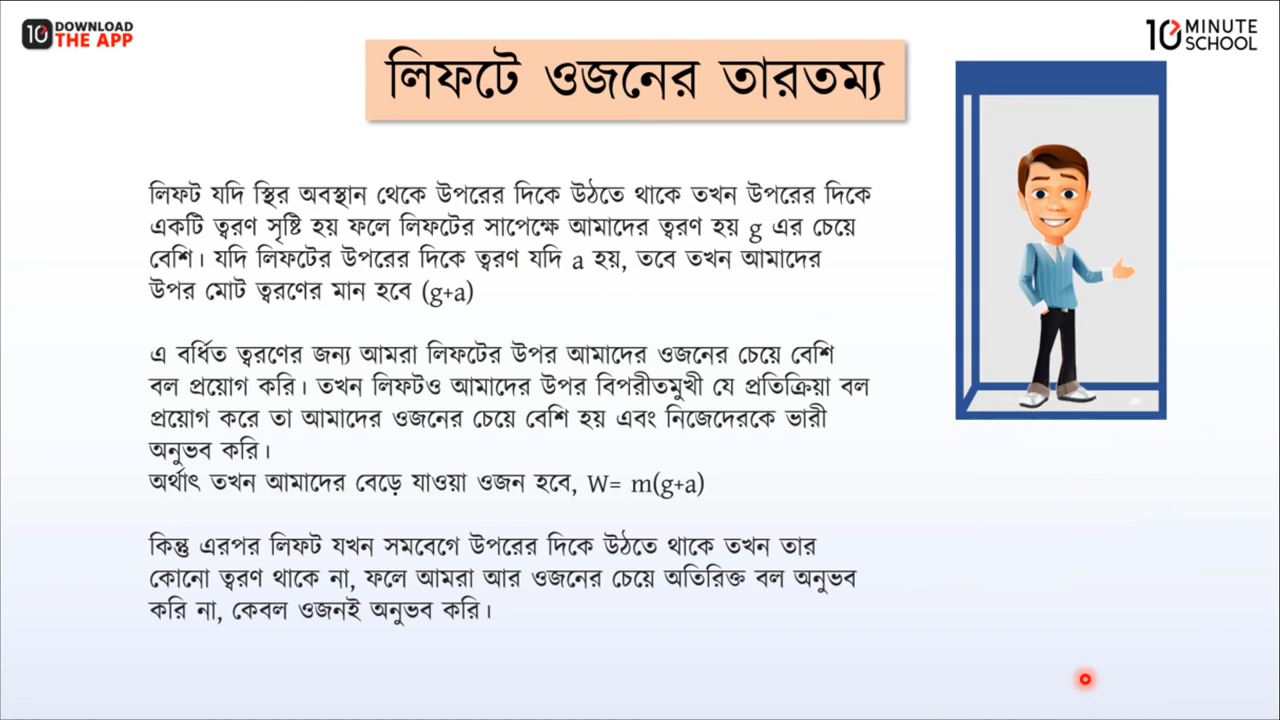 10 DOWNLOAD
THE APP
10 MINUTE
SCHOOL
লিফটে ওজনের তারতম্য
লিফট যদি স্থির অবস্থান থেকে উপরের দিকে উঠতে থাকে তখন উপরের দিকে
একটি ত্বরণ সৃষ্টি হয় ফলে লিফটের সাপেক্ষে আমাদের ত্বরণ হয় g এর চেয়ে
বেশি। যদি লিফটের উপরের দিকে ত্বরণ যদি a হয়, তবে তখন আমাদের
উপর মোট ত্বরণের মান হবে (g+a)
এ বর্ধিত ত্বরণের জন্য আমরা লিফটের উপর আমাদের ওজনের চেয়ে বেশি
বল প্রয়োগ করি। তখন লিফটও আমাদের উপর বিপরীতমুখী যে প্রতিক্রিয়া বল
প্রয়োগ করে তা আমাদের ওজনের চেয়ে বেশি হয় এবং নিজেদেরকে ভারী
অনুভব করি।
অর্থাৎ তখন আমাদের বেড়ে যাওয়া ওজন হবে, W= m(g+a)
কিন্তু এরপর লিফট যখন সমবেগে উপরের দিকে উঠতে থাকে তখন তার
কোনো ত্বরণ থাকে না, ফলে আমরা আর ওজনের চেয়ে অতিরিক্ত বল অনুভব
করি না, কেবল ওজনই অনুভব করি।